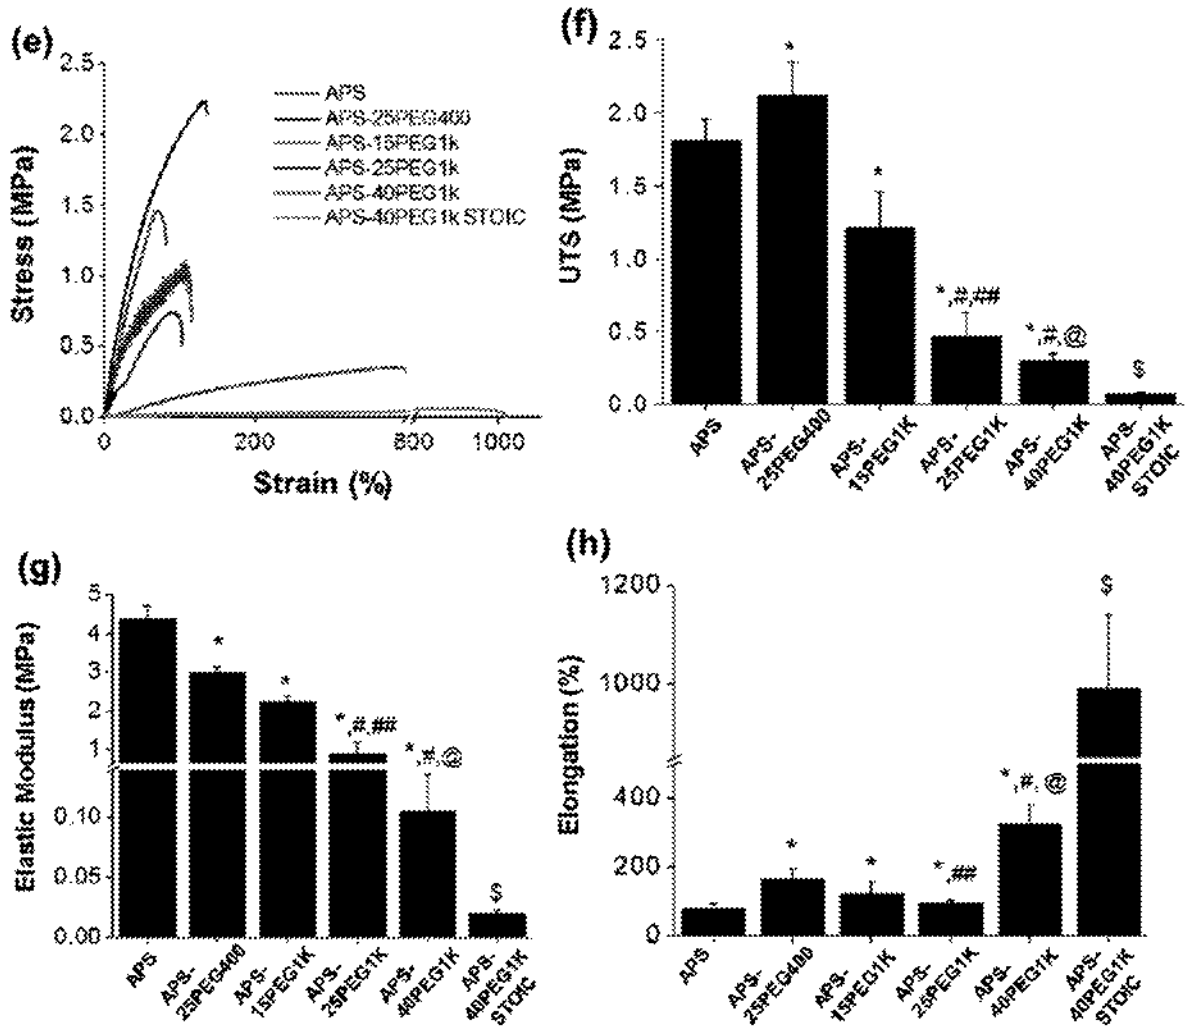 (e)
Stress (MPa)
2.5
2.0
1.5
1.0
0.5
0.0
APS
APS-25PEG400
APS-15PEG1k
APS-25PEG1k
APS-40PEG1k
APS-40PEG1k STOIC
0 200 600 1000
Strain (%)
(f)
UTS (MPa)
2.5
2.0
1.5
1.0
0.5
0.0
*
*
*,#,##
*,#,@
$
APS
APS-
25PEG400
APS-
15PEG1K
APS-
25PEG1K
APS-
40PEG1K
APS-
40PEG1K
STOIC
(g)
Elastic Modulus (MPa)
5
4
3
2
1
0.10
0.05
0.00
*
*
*,#,##
*,#,@
$
APS
APS-
25PEG400
APS-
15PEG1K
APS-
25PEG1K
APS-
40PEG1K
APS-
40PEG1K
STOIC
(h)
Elongation (%)
1200
1000
400
200
0
*
*
*,##
*,#,@
$
APS
APS-
25PEG400
APS-
15PEG1K
APS-
25PEG1K
APS-
40PEG1K
APS-
40PEG1K
STOIC